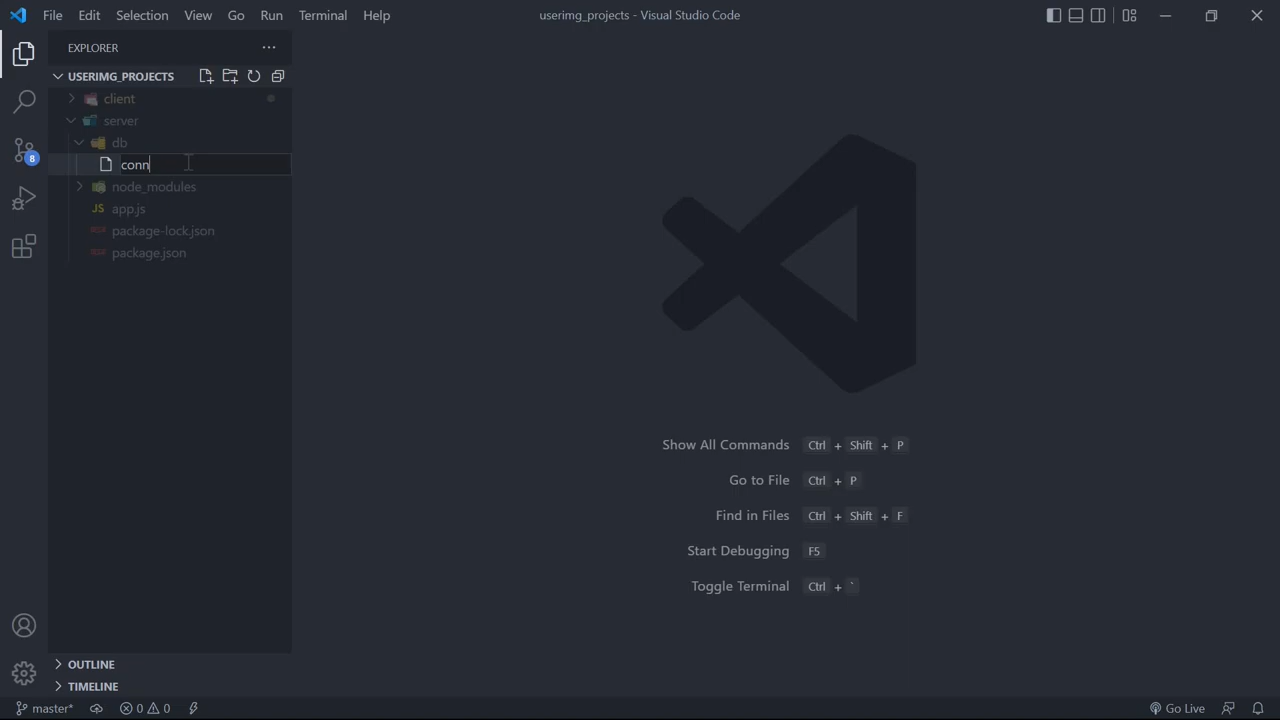 File Edit Selection View Go Run Terminal Help
userimg_projects - Visual Studio Code
EXPLORER
USERIMG_PROJECTS
client
server
db
conn
node_modules
JS app.js
package-lock.json
package.json
Show All Commands Ctrl + Shift + P
Go to File Ctrl + P
Find in Files Ctrl + Shift + F
Start Debugging F5
Toggle Terminal Ctrl + `
8
OUTLINE
TIMELINE
master* 0 0
Go Live